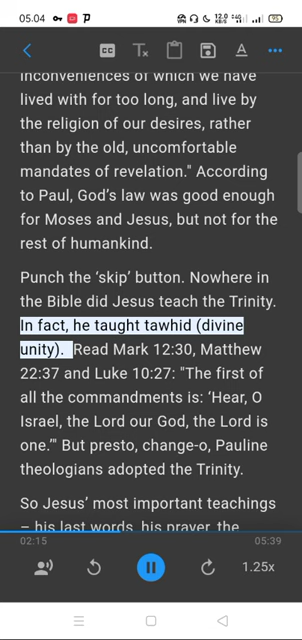 05.04
12.0
CC
Tx
A
inconveniences of which we have
lived with for too long, and live by
the religion of our desires, rather
than by the old, uncomfortable
mandates of revelation." According
to Paul, God’s law was good enough
for Moses and Jesus, but not for the
rest of humankind.
Punch the ‘skip’ button. Nowhere in
the Bible did Jesus teach the Trinity.
In fact, he taught tawhid (divine
unity). Read Mark 12:30, Matthew
22:37 and Luke 10:27: "The first of
all the commandments is: ‘Hear, O
Israel, the Lord our God, the Lord is
one.’" But presto, change-o, Pauline
theologians adopted the Trinity.
So Jesus’ most important teachings
– his last words, his prayer, the
02:15
05:39
1.25x